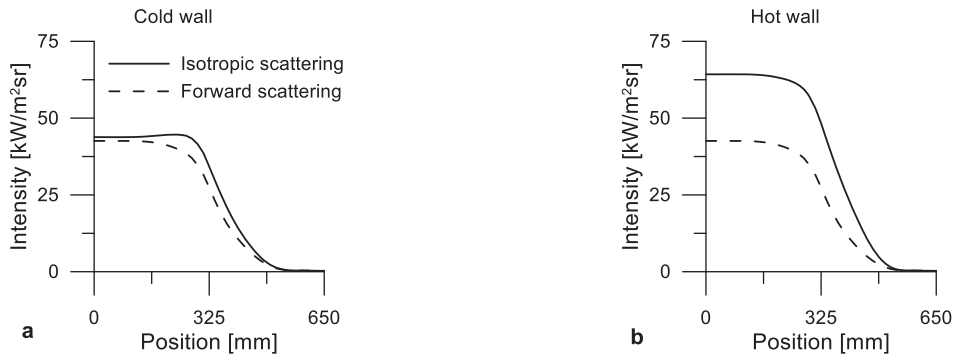 Cold wall
75
50
25
0
Intensity [kW/m²sr]
Isotropic scattering
Forward scattering
0 325 650
Position [mm]
a
Hot wall
75
50
25
0
Intensity [kW/m²sr]
0 325 650
Position [mm]
b